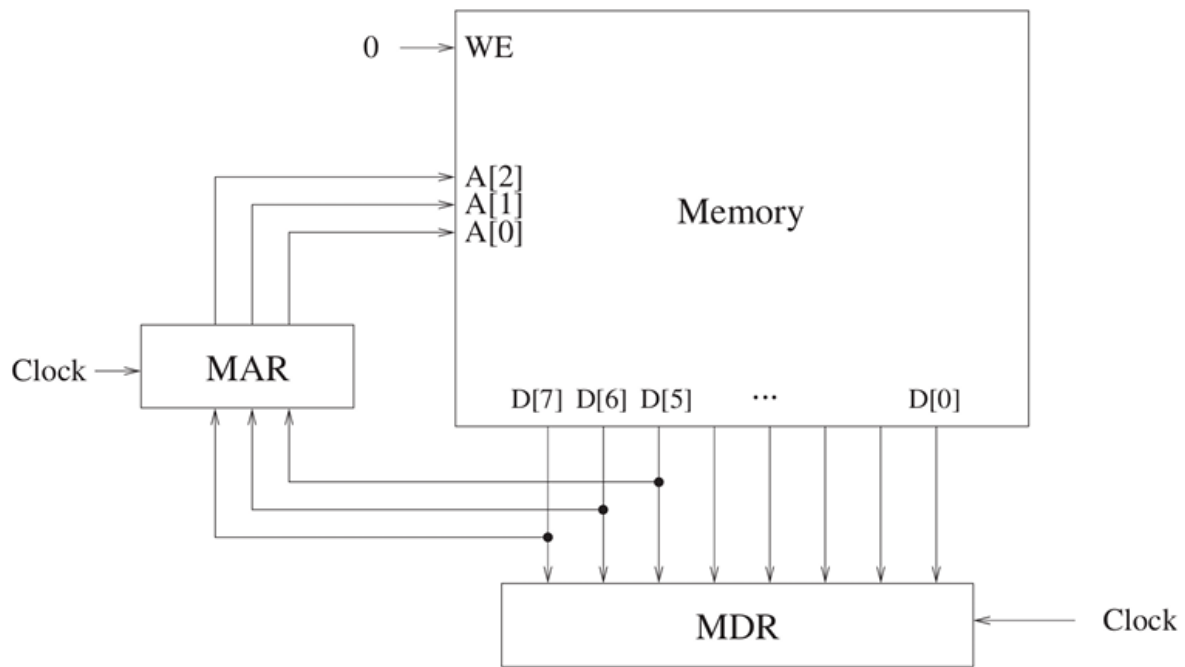 0 WE
A[2]
A[1]
A[0]
Memory
Clock MAR
D[7] D[6] D[5] ... D[0]
MDR Clock